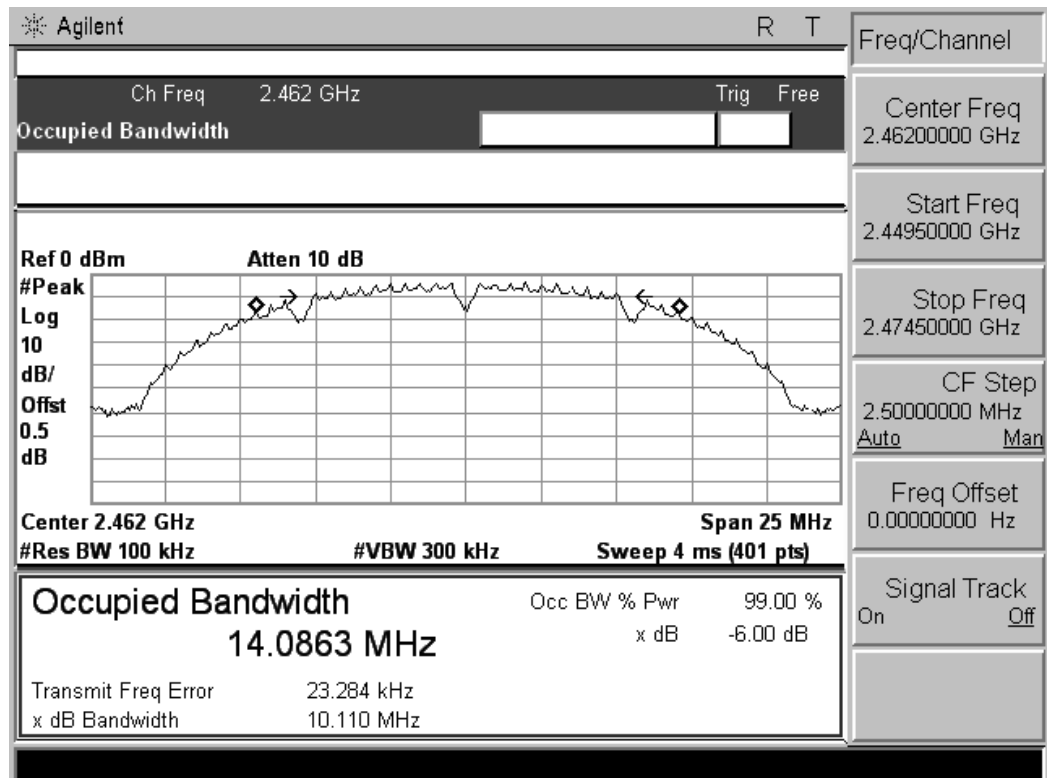 Agilent R T
Ch Freq 2.462 GHz Trig Free
Occupied Bandwidth
Ref 0 dBm Atten 10 dB
#Peak
Log
10
dB/
Offst
0.5
dB
Center 2.462 GHz Span 25 MHz
#Res BW 100 kHz #VBW 300 kHz Sweep 4 ms (401 pts)
Occupied Bandwidth
14.0863 MHz
Occ BW % Pwr 99.00 %
x dB -6.00 dB
Transmit Freq Error 23.284 kHz
x dB Bandwidth 10.110 MHz
Freq/Channel
Center Freq
2.46200000 GHz
Start Freq
2.44950000 GHz
Stop Freq
2.47450000 GHz
CF Step
2.50000000 MHz
Auto Man
Freq Offset
0.00000000 Hz
Signal Track
On Off